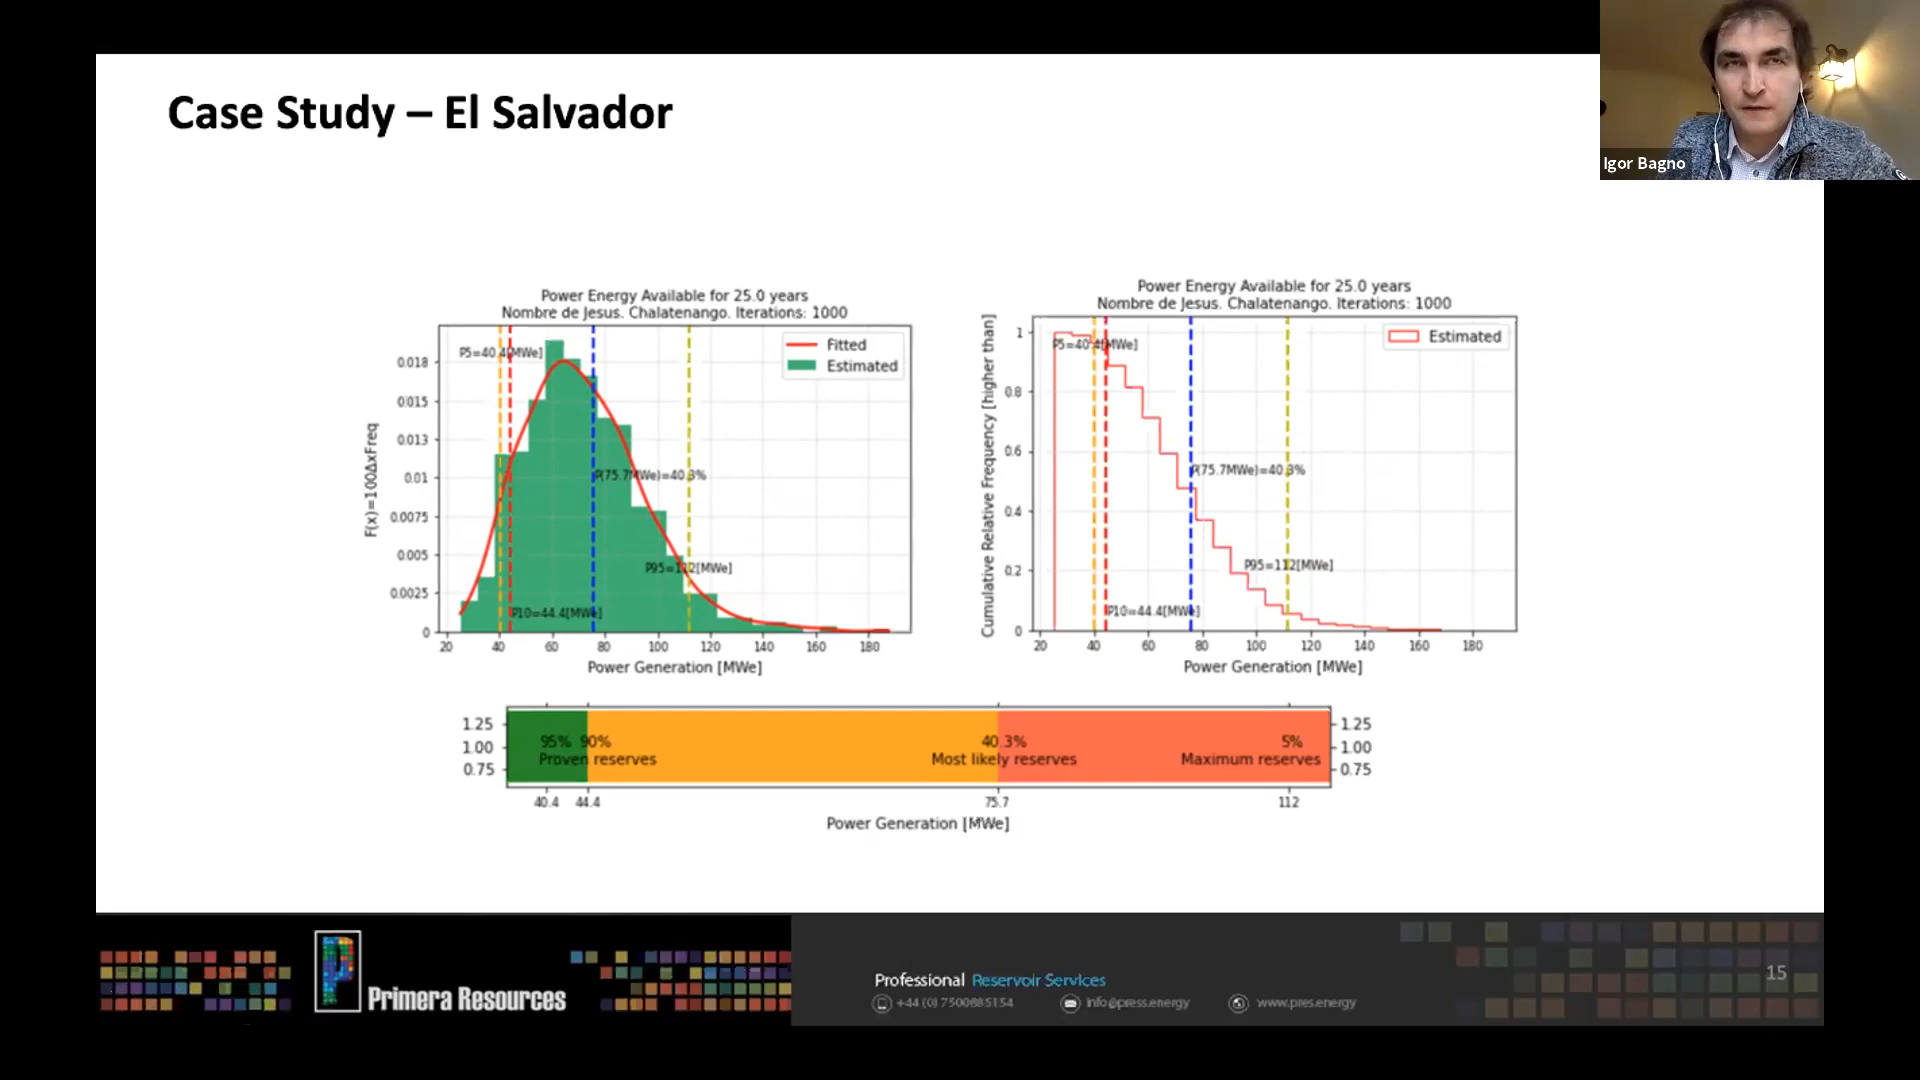 Case Study – El Salvador
Igor Bagno
Power Energy Available for 25.0 years
Nombre de Jesus. Chalatenango. Iterations: 1000
Fitted
Estimated
P5=40.4[MWe]
P(75.7MWe)=40.3%
P95=112[MWe]
P10=44.4[MWe]
F(x)=100ΔxFreq
0.018
0.015
0.013
0.01
0.0075
0.005
0.0025
0
20 40 60 80 100 120 140 160 180
Power Generation [MWe]
Power Energy Available for 25.0 years
Nombre de Jesus. Chalatenango. Iterations: 1000
Estimated
P5=40.4[MWe]
P(75.7MWe)=40.3%
P95=112[MWe]
P10=44.4[MWe]
Cumulative Relative Frequency [higher than]
1
0.8
0.6
0.4
0.2
0
20 40 60 80 100 120 140 160 180
Power Generation [MWe]
1.25
1.00
0.75
95% 90% 40.3% 5%
Proven reserves Most likely reserves Maximum reserves
1.25
1.00
0.75
40.4 44.4 75.7 112
Power Generation [MWe]
Primera Resources
Professional Reservoir Services
info@press.energy www.pres.energy
15